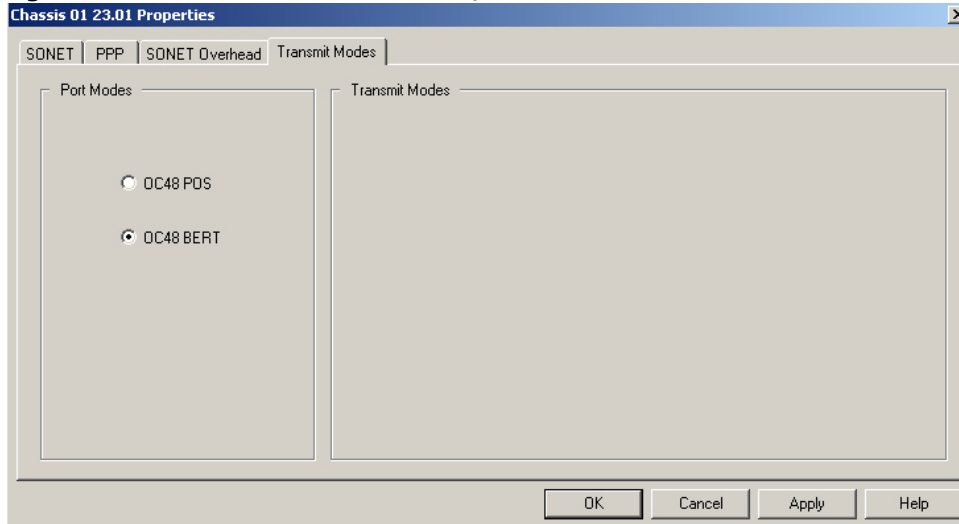 Chassis 01 23.01 Properties
SONET PPP SONET Overhead Transmit Modes
Port Modes Transmit Modes
OC48 POS
OC48 BERT
OK Cancel Apply Help